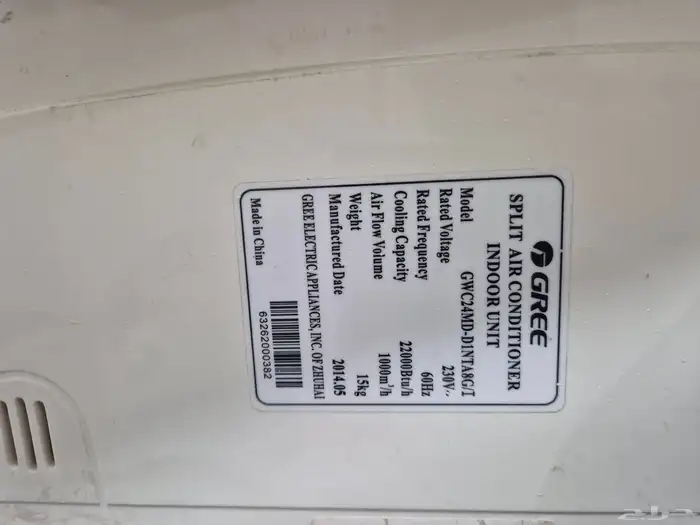 GREE
SPLIT AIR CONDITIONER
INDOOR UNIT
Model GWC24MD-D1NTA8G/I
Rated Voltage 230V~
Rated Frequency 60Hz
Cooling Capacity 22000Btu/h
Air Flow Volume 1000m³/h
Weight 15kg
Manufactured Date 2014.05
GREE ELECTRIC APPLIANCES, INC. OF ZHUHAI
63262000382
Made in China
حراج